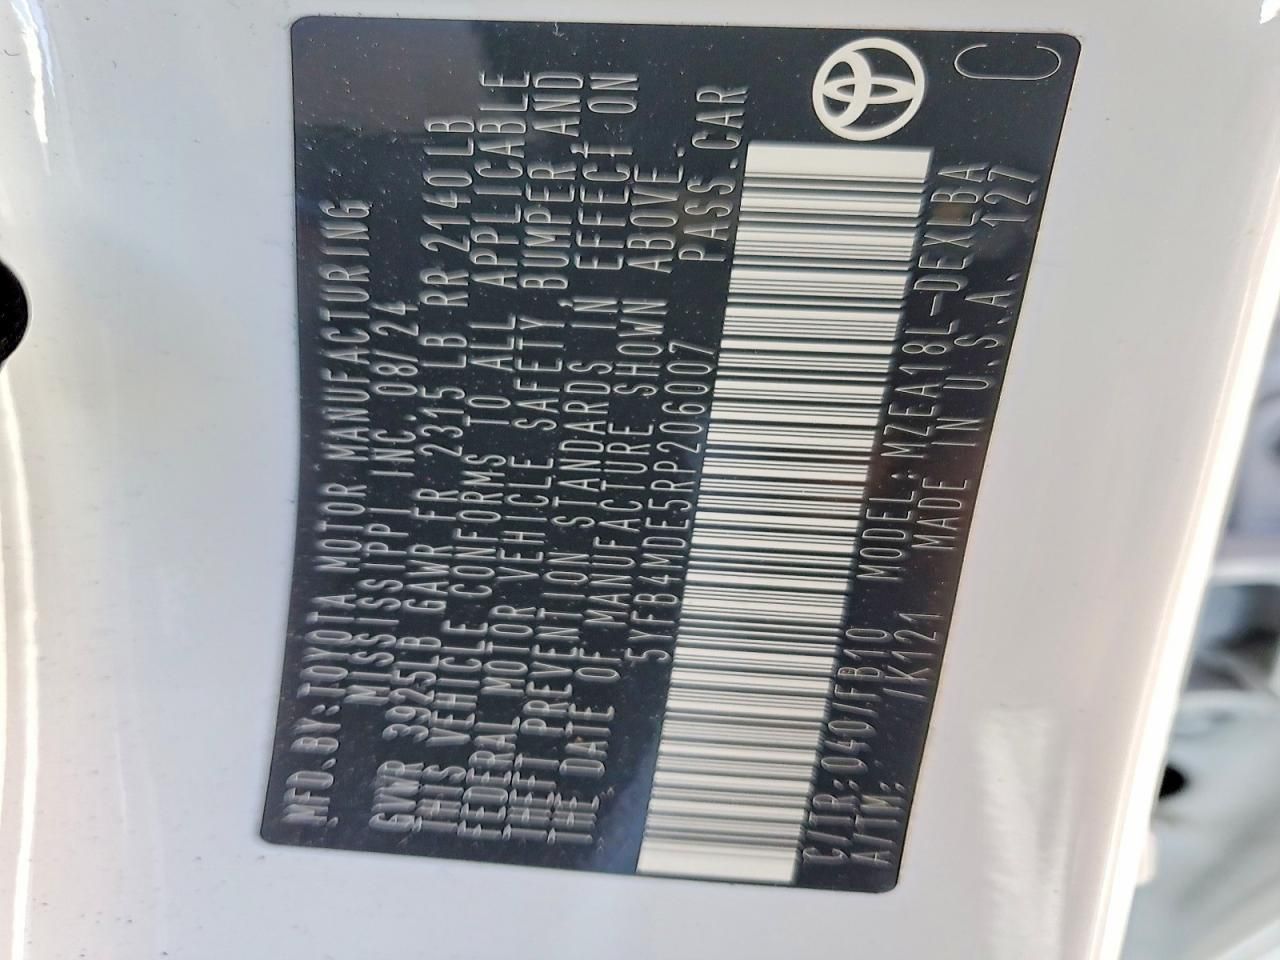 MFD.BY:TOYOTA MOTOR MANUFACTURING
MISSISSIPPI INC. 08/24
GVWR 3925LB GAWR FR 2315 LB RR 2140LB
THIS VEHICLE CONFORMS TO ALL APPLICABLE
FEDERAL MOTOR VEHICLE SAFETY, BUMPER, AND
THEFT PREVENTION STANDARDS IN EFFECT ON
THE DATE OF MANUFACTURE SHOWN ABOVE.
5YFB4MDE5RP206007 PASS.CAR
C/TR:040/FB10 MODEL:MZEA18L-DEXLBA
A/TM: /K121 MADE IN U.S.A. 127
C